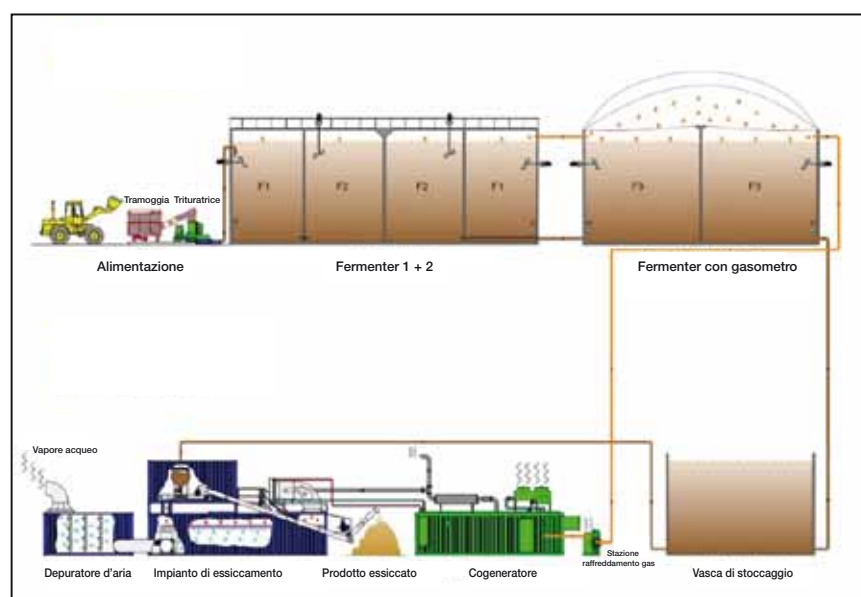 F1
F2
F2
F1
F3
F3
Tramoggia
Trituratrice
Alimentazione
Fermenter 1 + 2
Fermenter con gasometro
Vapore acqueo
Depuratore d'aria
Impianto di essiccamento
Prodotto essiccato
Cogeneratore
Stazione
raffreddamento gas
Vasca di stoccaggio